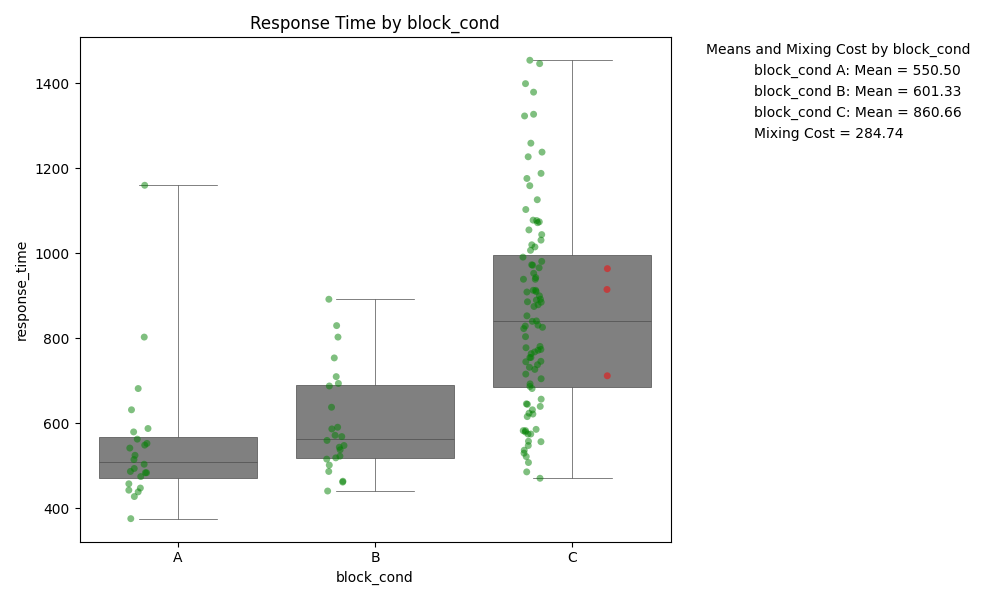 Response Time by block_cond
Means and Mixing Cost by block_cond
block_cond A: Mean = 550.50
block_cond B: Mean = 601.33
block_cond C: Mean = 860.66
Mixing Cost = 284.74
response_time
1400
1200
1000
800
600
400
A
B
C
block_cond